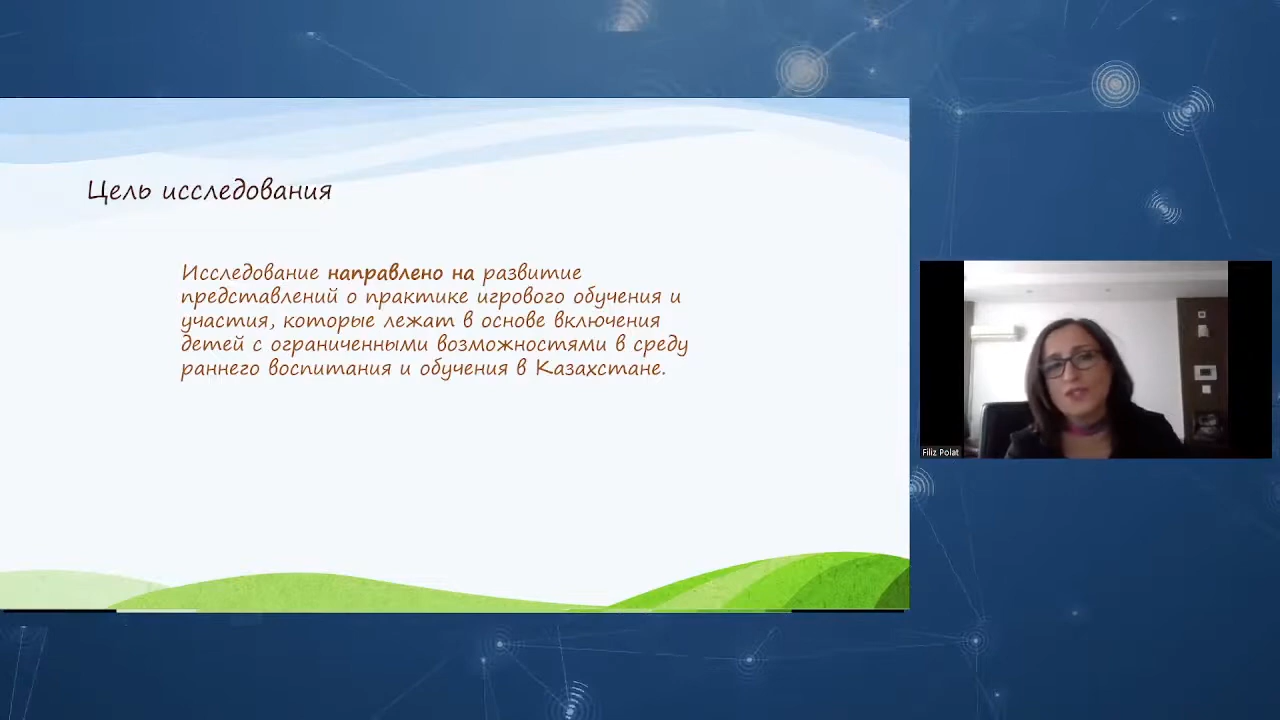 Цель исследования
Исследование направлено на развитие
представлений о практике игрового обучения и
участия, которые лежат в основе включения
детей с ограниченными возможностями в среду
раннего воспитания и обучения в Казахстане.
Filiz Polat